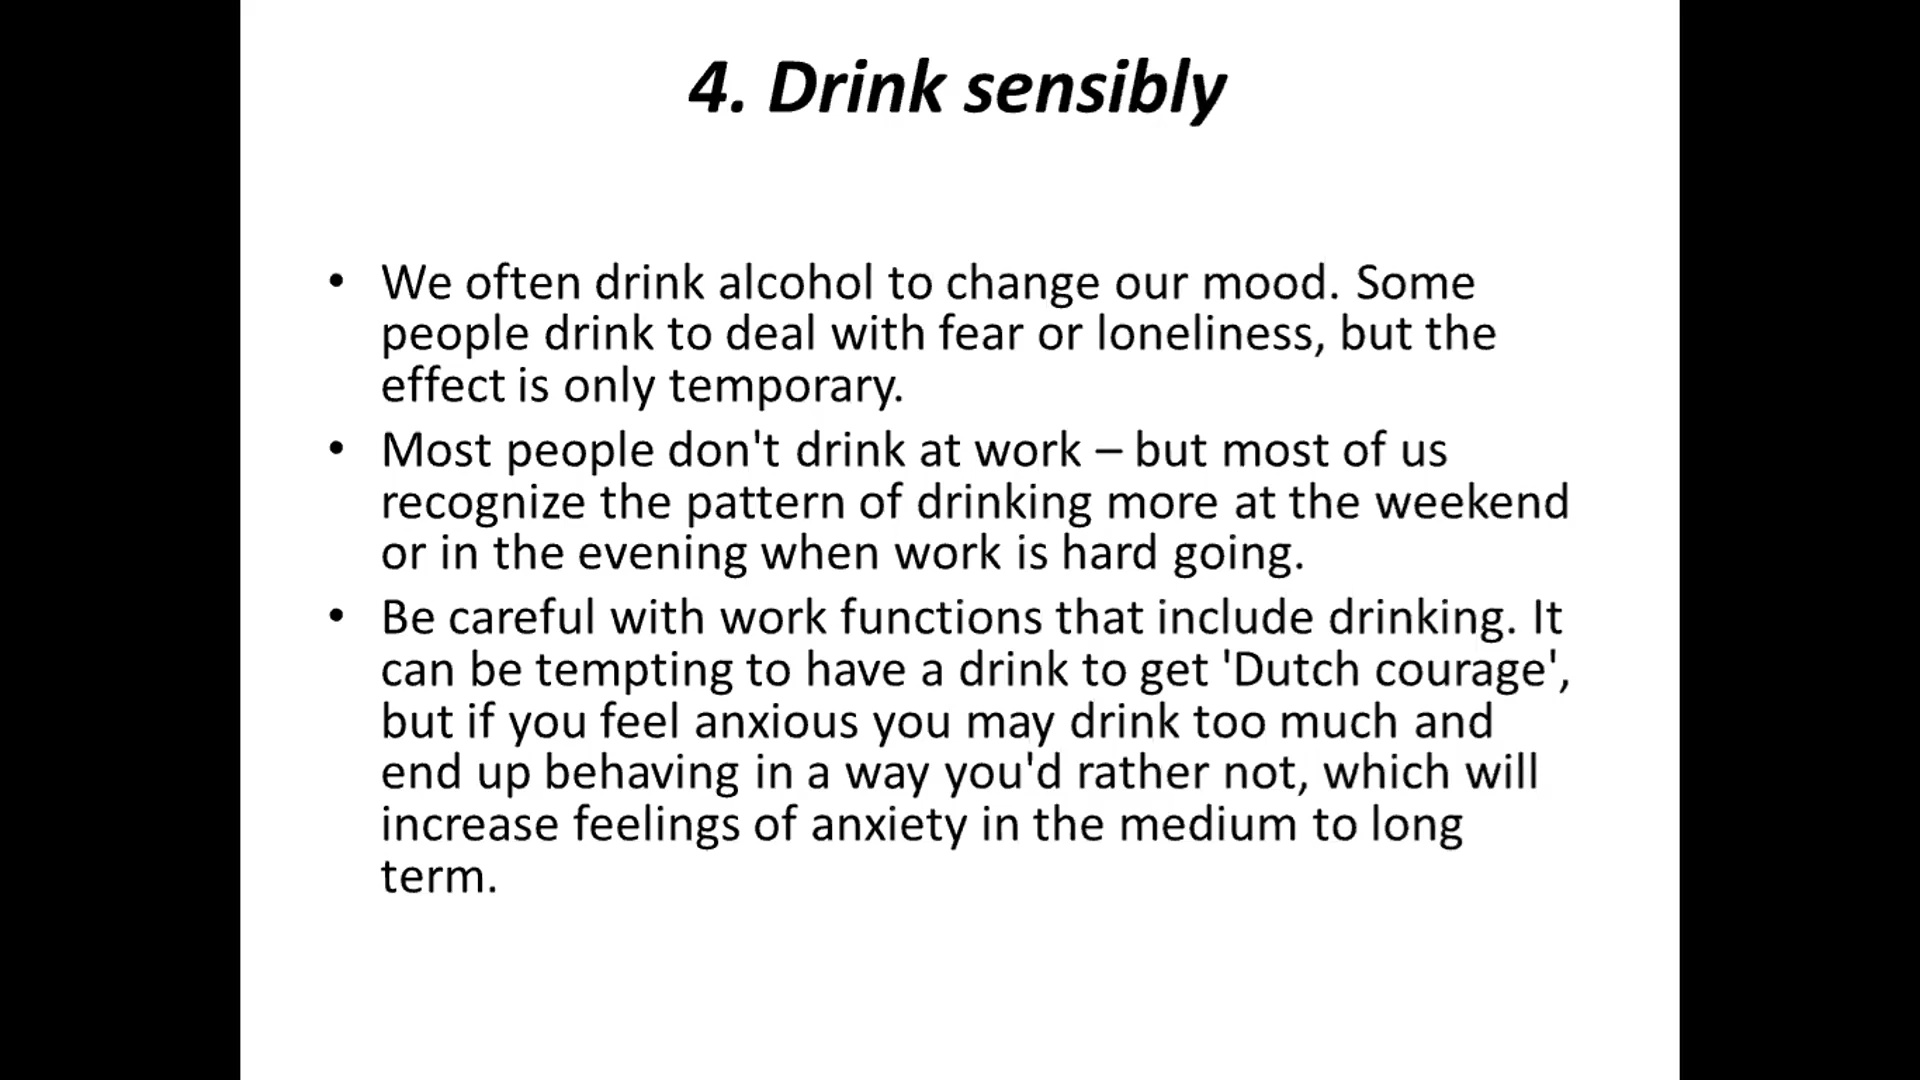 4. Drink sensibly
• We often drink alcohol to change our mood. Some
people drink to deal with fear or loneliness, but the
effect is only temporary.
• Most people don't drink at work – but most of us
recognize the pattern of drinking more at the weekend
or in the evening when work is hard going.
• Be careful with work functions that include drinking. It
can be tempting to have a drink to get 'Dutch courage',
but if you feel anxious you may drink too much and
end up behaving in a way you'd rather not, which will
increase feelings of anxiety in the medium to long
term.